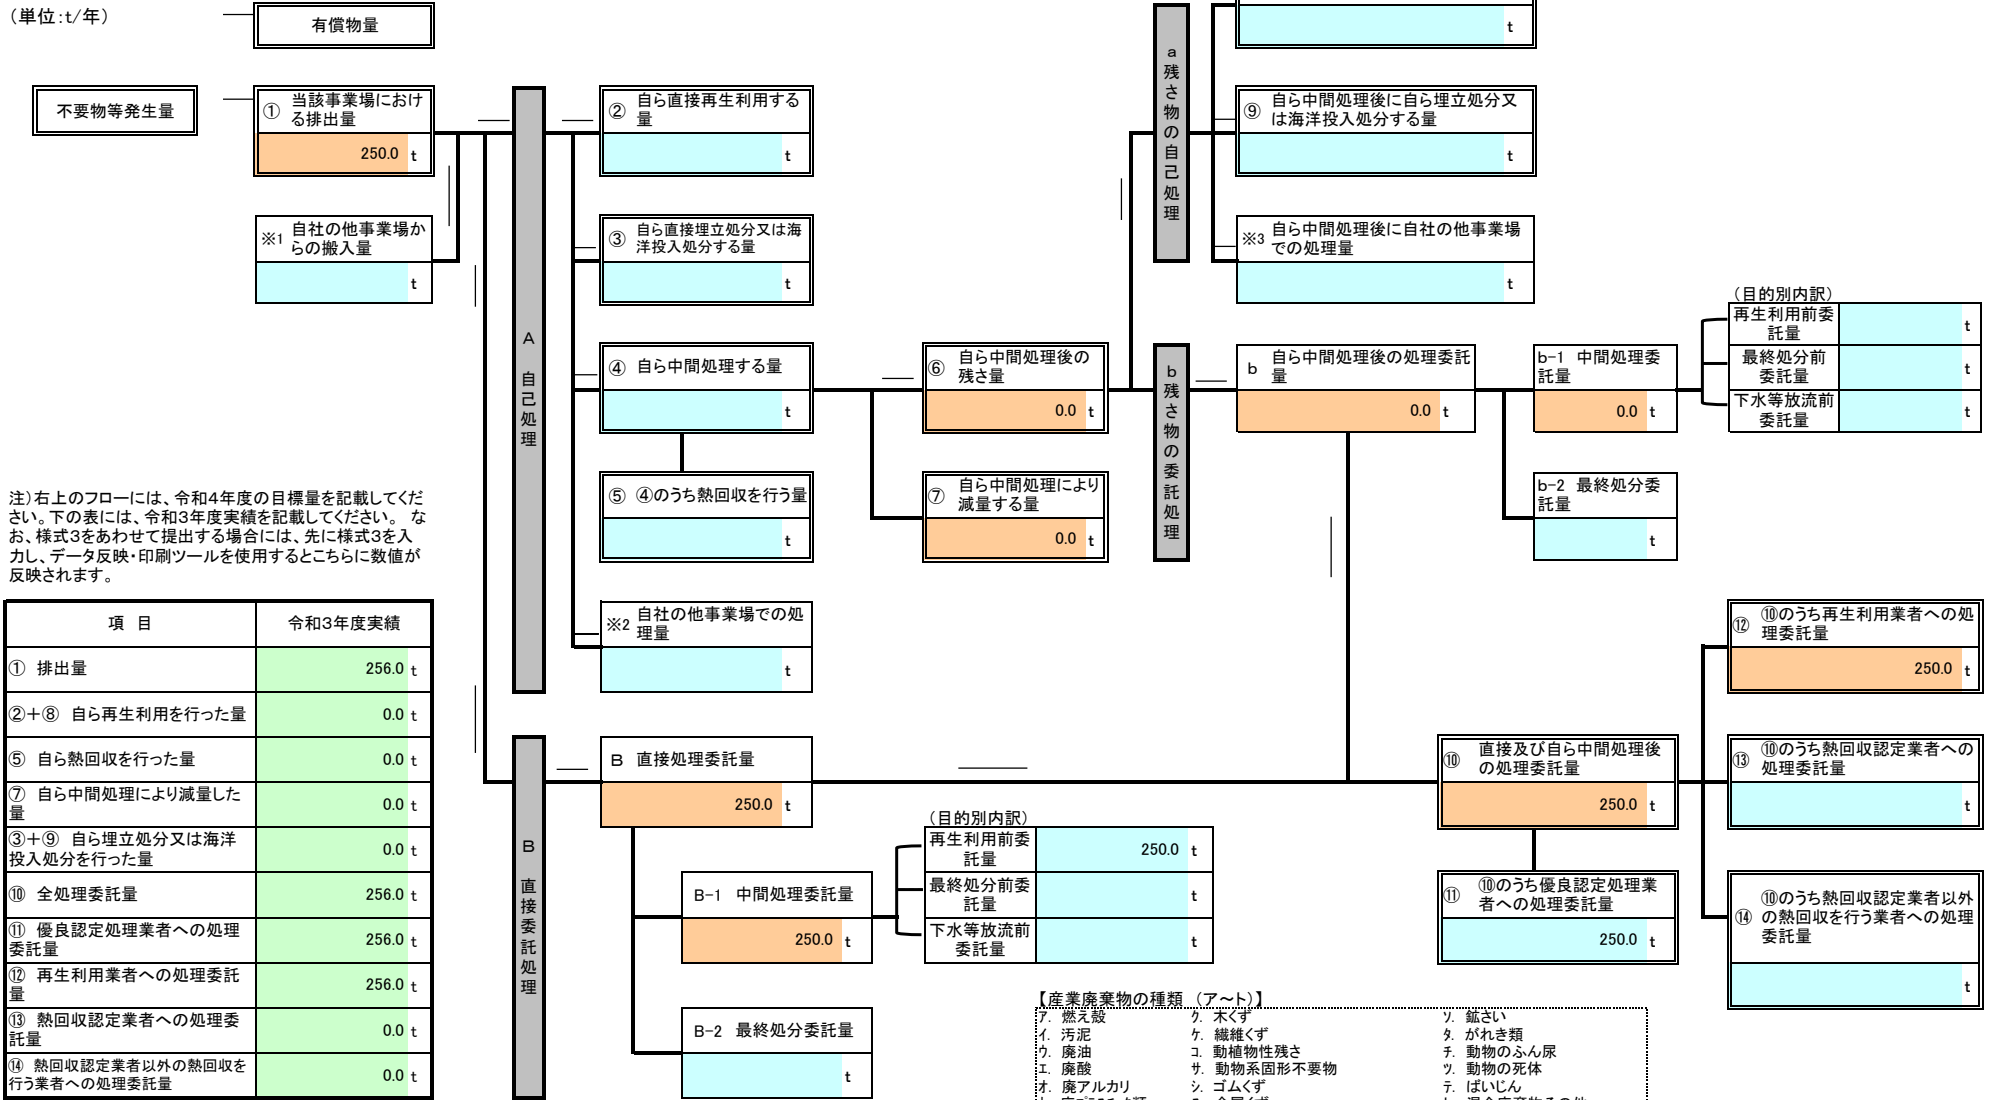 （単位:t/年）
有償物量
t
不要物等発生量
① 当該事業場におけ
る排出量
250.0 t
※1 自社の他事業場か
らの搬入量
t
A 自己処理
② 自ら直接再生利用する
量
t
③ 自ら直接埋立処分又は海
洋投入処分する量
t
④ 自ら中間処理する量
t
⑤ ④のうち熱回収を行う量
t
※2 自社の他事業場での処
理量
t
⑥ 自ら中間処理後の
残さ量
0.0 t
⑦ 自ら中間処理により
減量する量
0.0 t
a 残さ物の自己処理
⑨ 自ら中間処理後に自ら埋立処分又
は海洋投入処分する量
t
※3 自ら中間処理後に自社の他事業場
での処理量
t
b 残さ物の委託処理
b 自ら中間処理後の処理委託
量
0.0 t
b-1 中間処理委
託量
0.0 t
b-2 最終処分委
託量
t
（目的別内訳）
再生利用前委
託量
t
最終処分前
委託量
t
下水等放流前
委託量
t
注）右上のフローには、令和4年度の目標量を記載してくだ
さい。下の表には、令和3年度実績を記載してください。 な
お、様式3をあわせて提出する場合には、先に様式3を入
力し、データ反映・印刷ツールを使用するとこちらに数値が
反映されます。
項 目 令和3年度実績
① 排出量 256.0 t
②＋⑧ 自ら再生利用を行った量 0.0 t
⑤ 自ら熱回収を行った量 0.0 t
⑦ 自ら中間処理により減量した
量 0.0 t
③＋⑨ 自ら埋立処分又は海洋
投入処分を行った量 0.0 t
⑩ 全処理委託量 256.0 t
⑪ 優良認定処理業者への処理
委託量 256.0 t
⑫ 再生利用業者への処理委託
量 256.0 t
⑬ 熱回収認定業者への処理委
託量 0.0 t
⑭ 熱回収認定業者以外の熱回収を
行う業者への処理委託量 0.0 t
B 直接委託処理
B 直接処理委託量
250.0 t
B-1 中間処理委託量
250.0 t
B-2 最終処分委託量
t
（目的別内訳）
再生利用前委
託量
250.0 t
最終処分前委
託量
t
下水等放流前
委託量
t
⑩ 直接及び自ら中間処理後
の処理委託量
250.0 t
⑪ ⑩のうち優良認定処理業
者への処理委託量
250.0 t
⑫ ⑩のうち再生利用業者への処
理委託量
250.0 t
⑬ ⑩のうち熱回収認定業者への
処理委託量
t
⑭ ⑩のうち熱回収認定業者以外
の熱回収を行う業者への処理
委託量
t
【産業廃棄物の種類 （ア～ト）】
ア. 燃え殻 ク. 木くず ソ. 鉱さい
イ. 汚泥 ケ. 繊維くず タ. がれき類
ウ. 廃油 コ. 動植物性残さ チ. 動物のふん尿
エ. 廃酸 サ. 動物系固形不要物 ツ. 動物の死体
オ. 廃アルカリ シ. ゴムくず テ. ばいじん